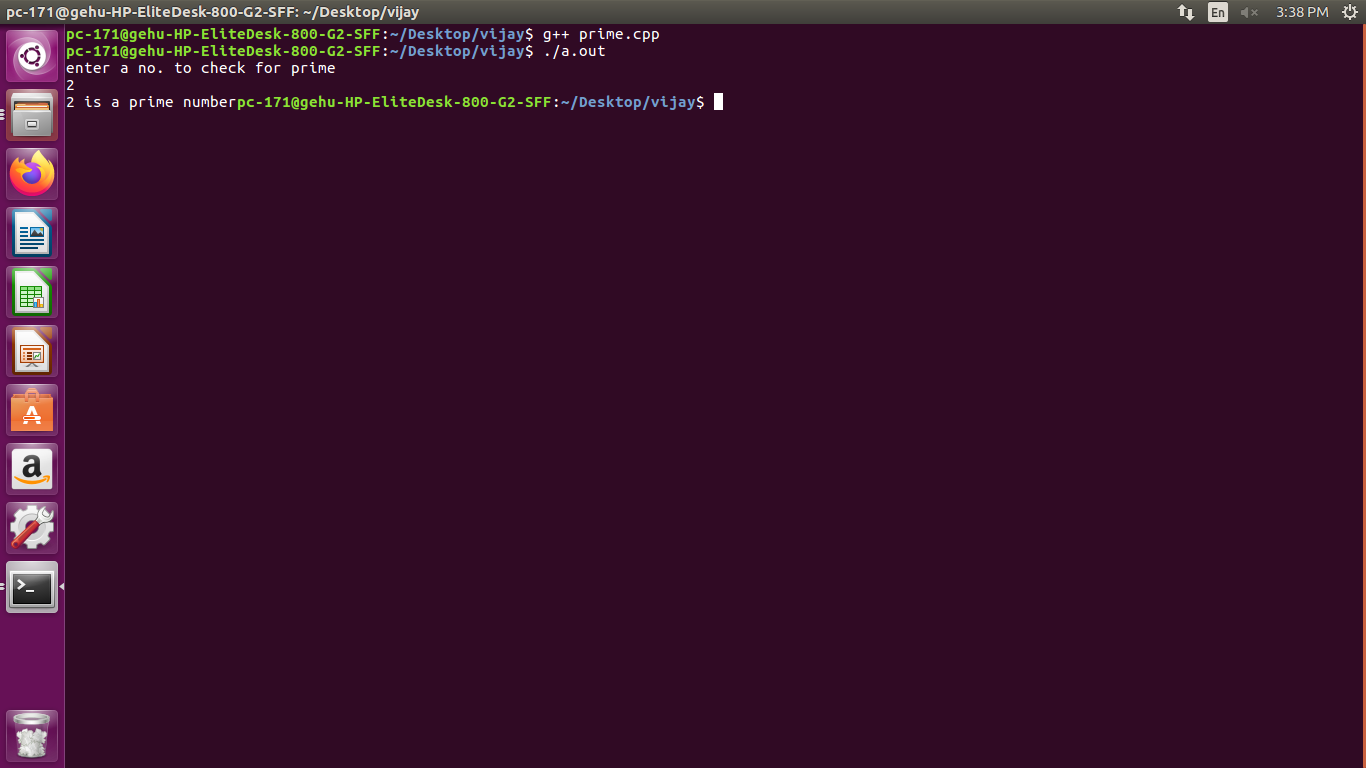 pc-171@gehu-HP-EliteDesk-800-G2-SFF: ~/Desktop/vijay
En
3:38 PM
pc-171@gehu-HP-EliteDesk-800-G2-SFF:~/Desktop/vijay$ g++ prime.cpp
pc-171@gehu-HP-EliteDesk-800-G2-SFF:~/Desktop/vijay$ ./a.out
enter a no. to check for prime
2
2 is a prime numberpc-171@gehu-HP-EliteDesk-800-G2-SFF:~/Desktop/vijay$
A
a
>_